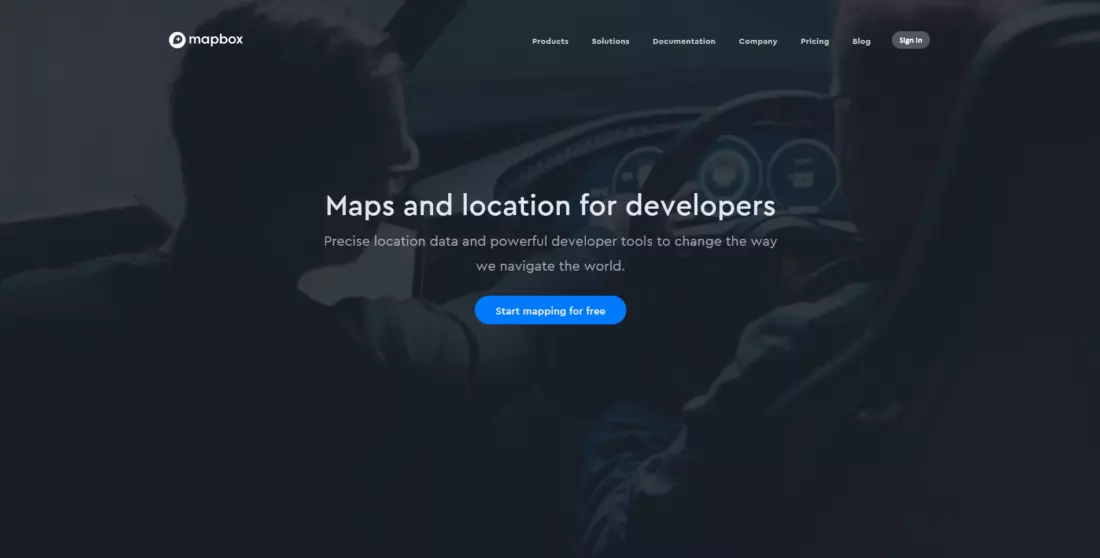 mapbox
Products Solutions Documentation Company Pricing Blog Sign in
Maps and location for developers
Precise location data and powerful developer tools to change the way
we navigate the world.
Start mapping for free